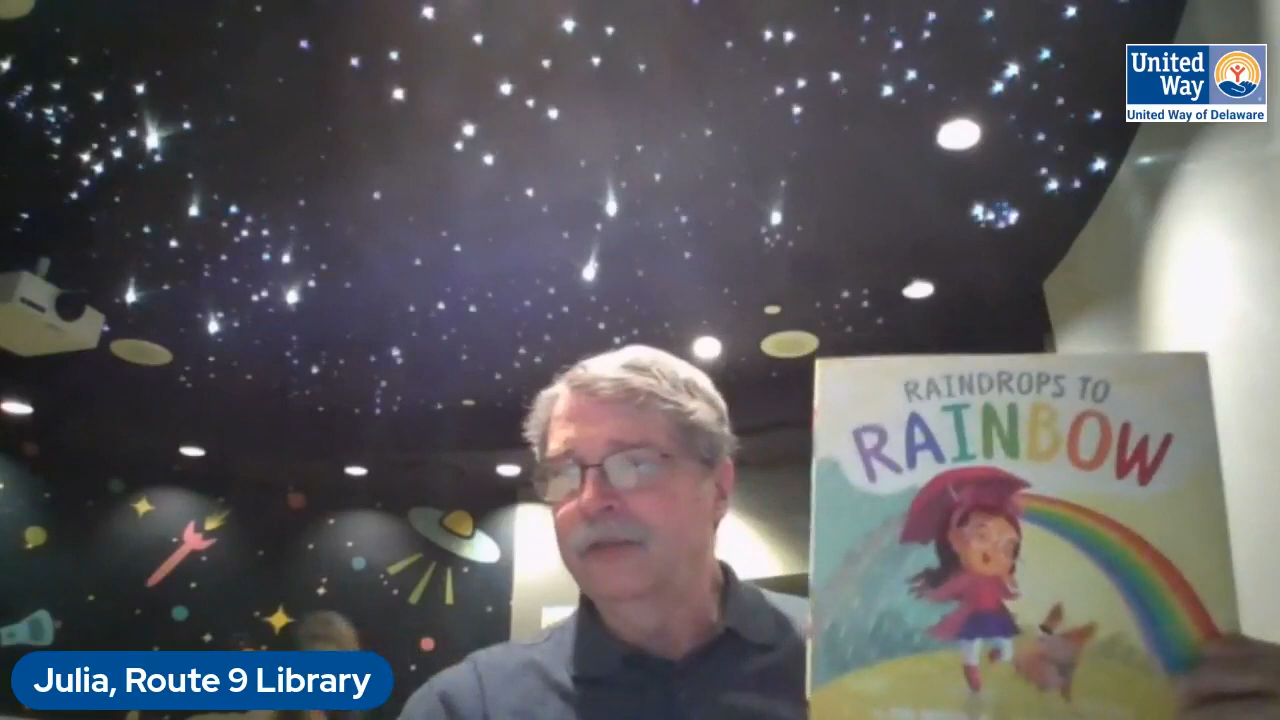 United
Way
United Way of Delaware
RAINDROPS TO
RAINBOW
Julia, Route 9 Library